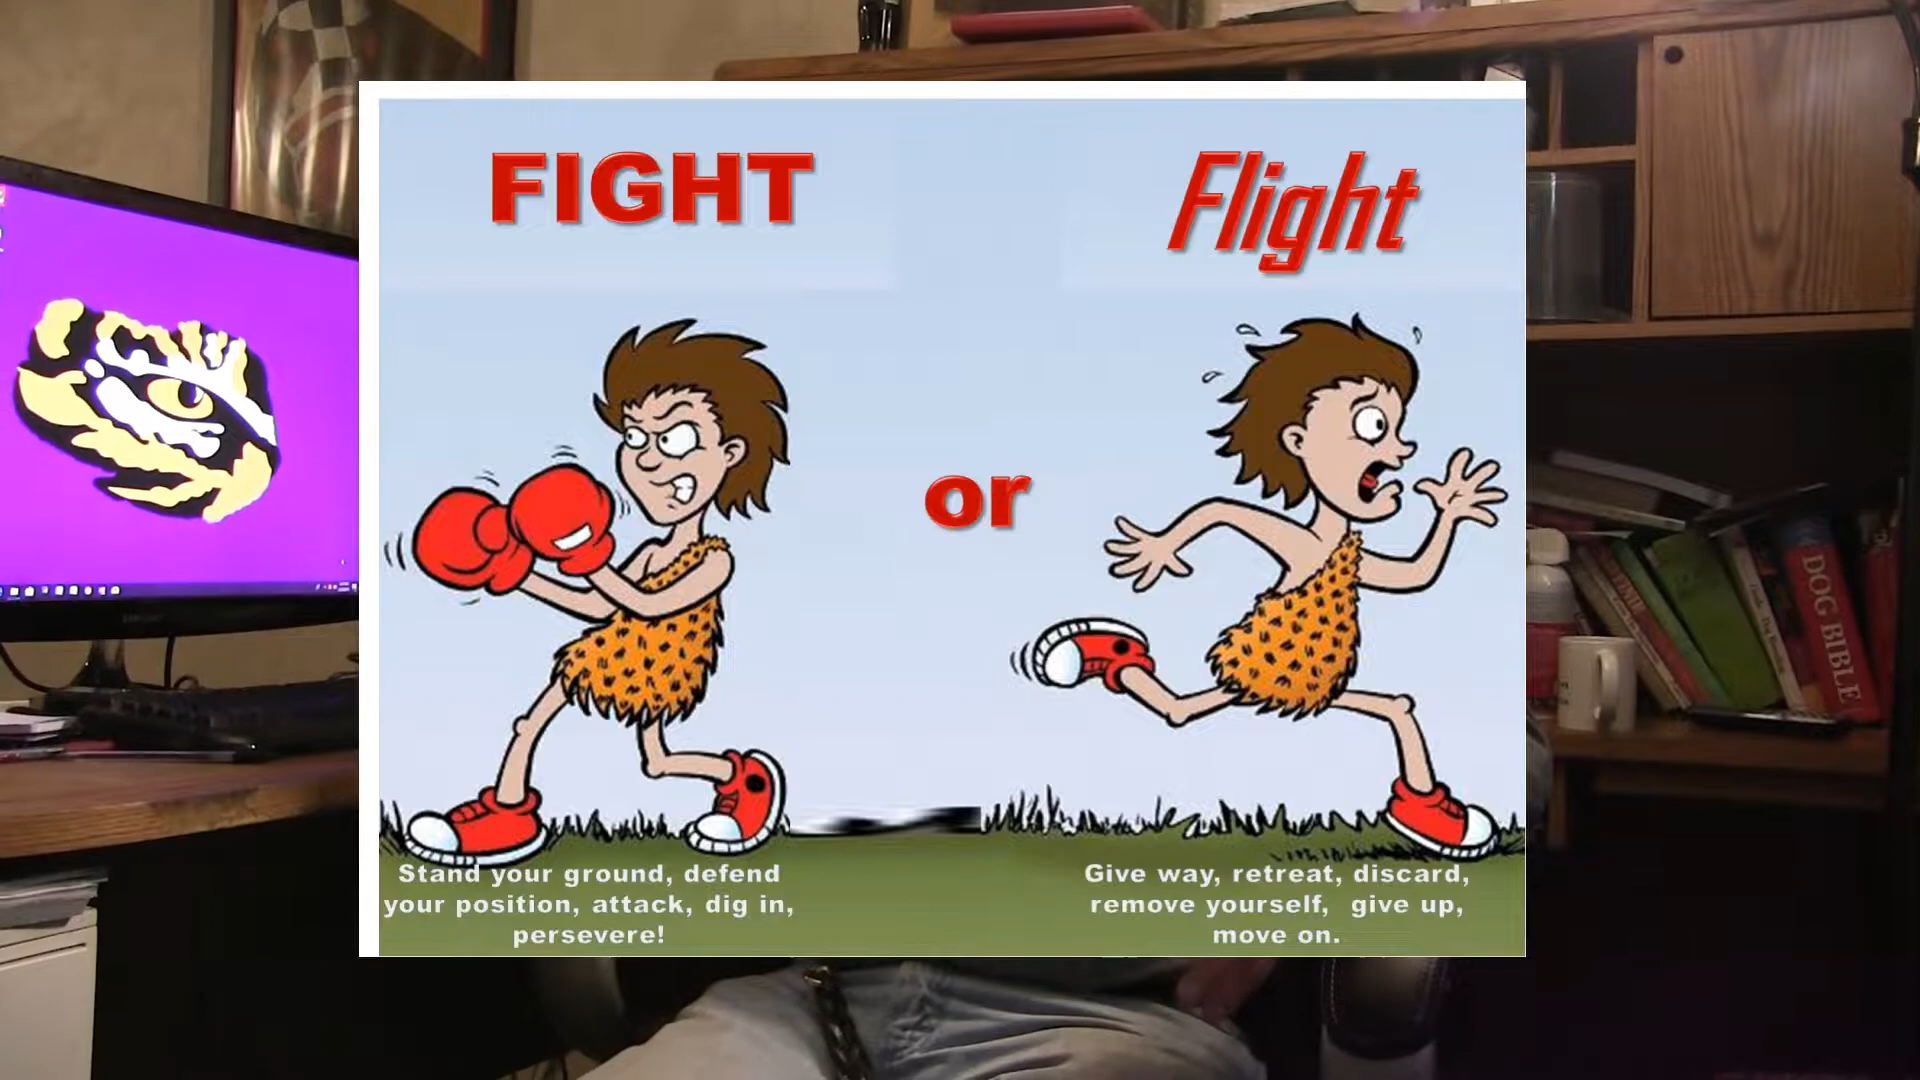 FIGHT
Flight
or
Stand your ground, defend
your position, attack, dig in,
persevere!
Give way, retreat, discard,
remove yourself,  give up,
move on.
DOG BIBLE